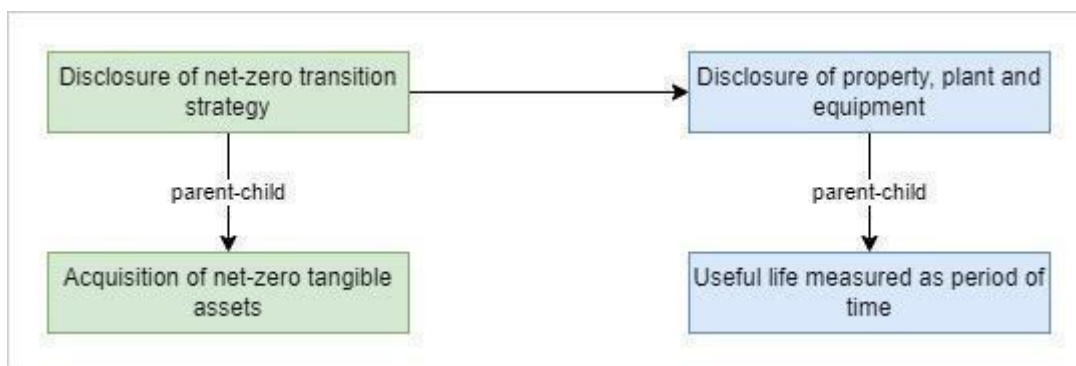 Disclosure of net-zero transition
strategy
Disclosure of property, plant and
equipment
parent-child
parent-child
Acquisition of net-zero tangible
assets
Useful life measured as period of
time